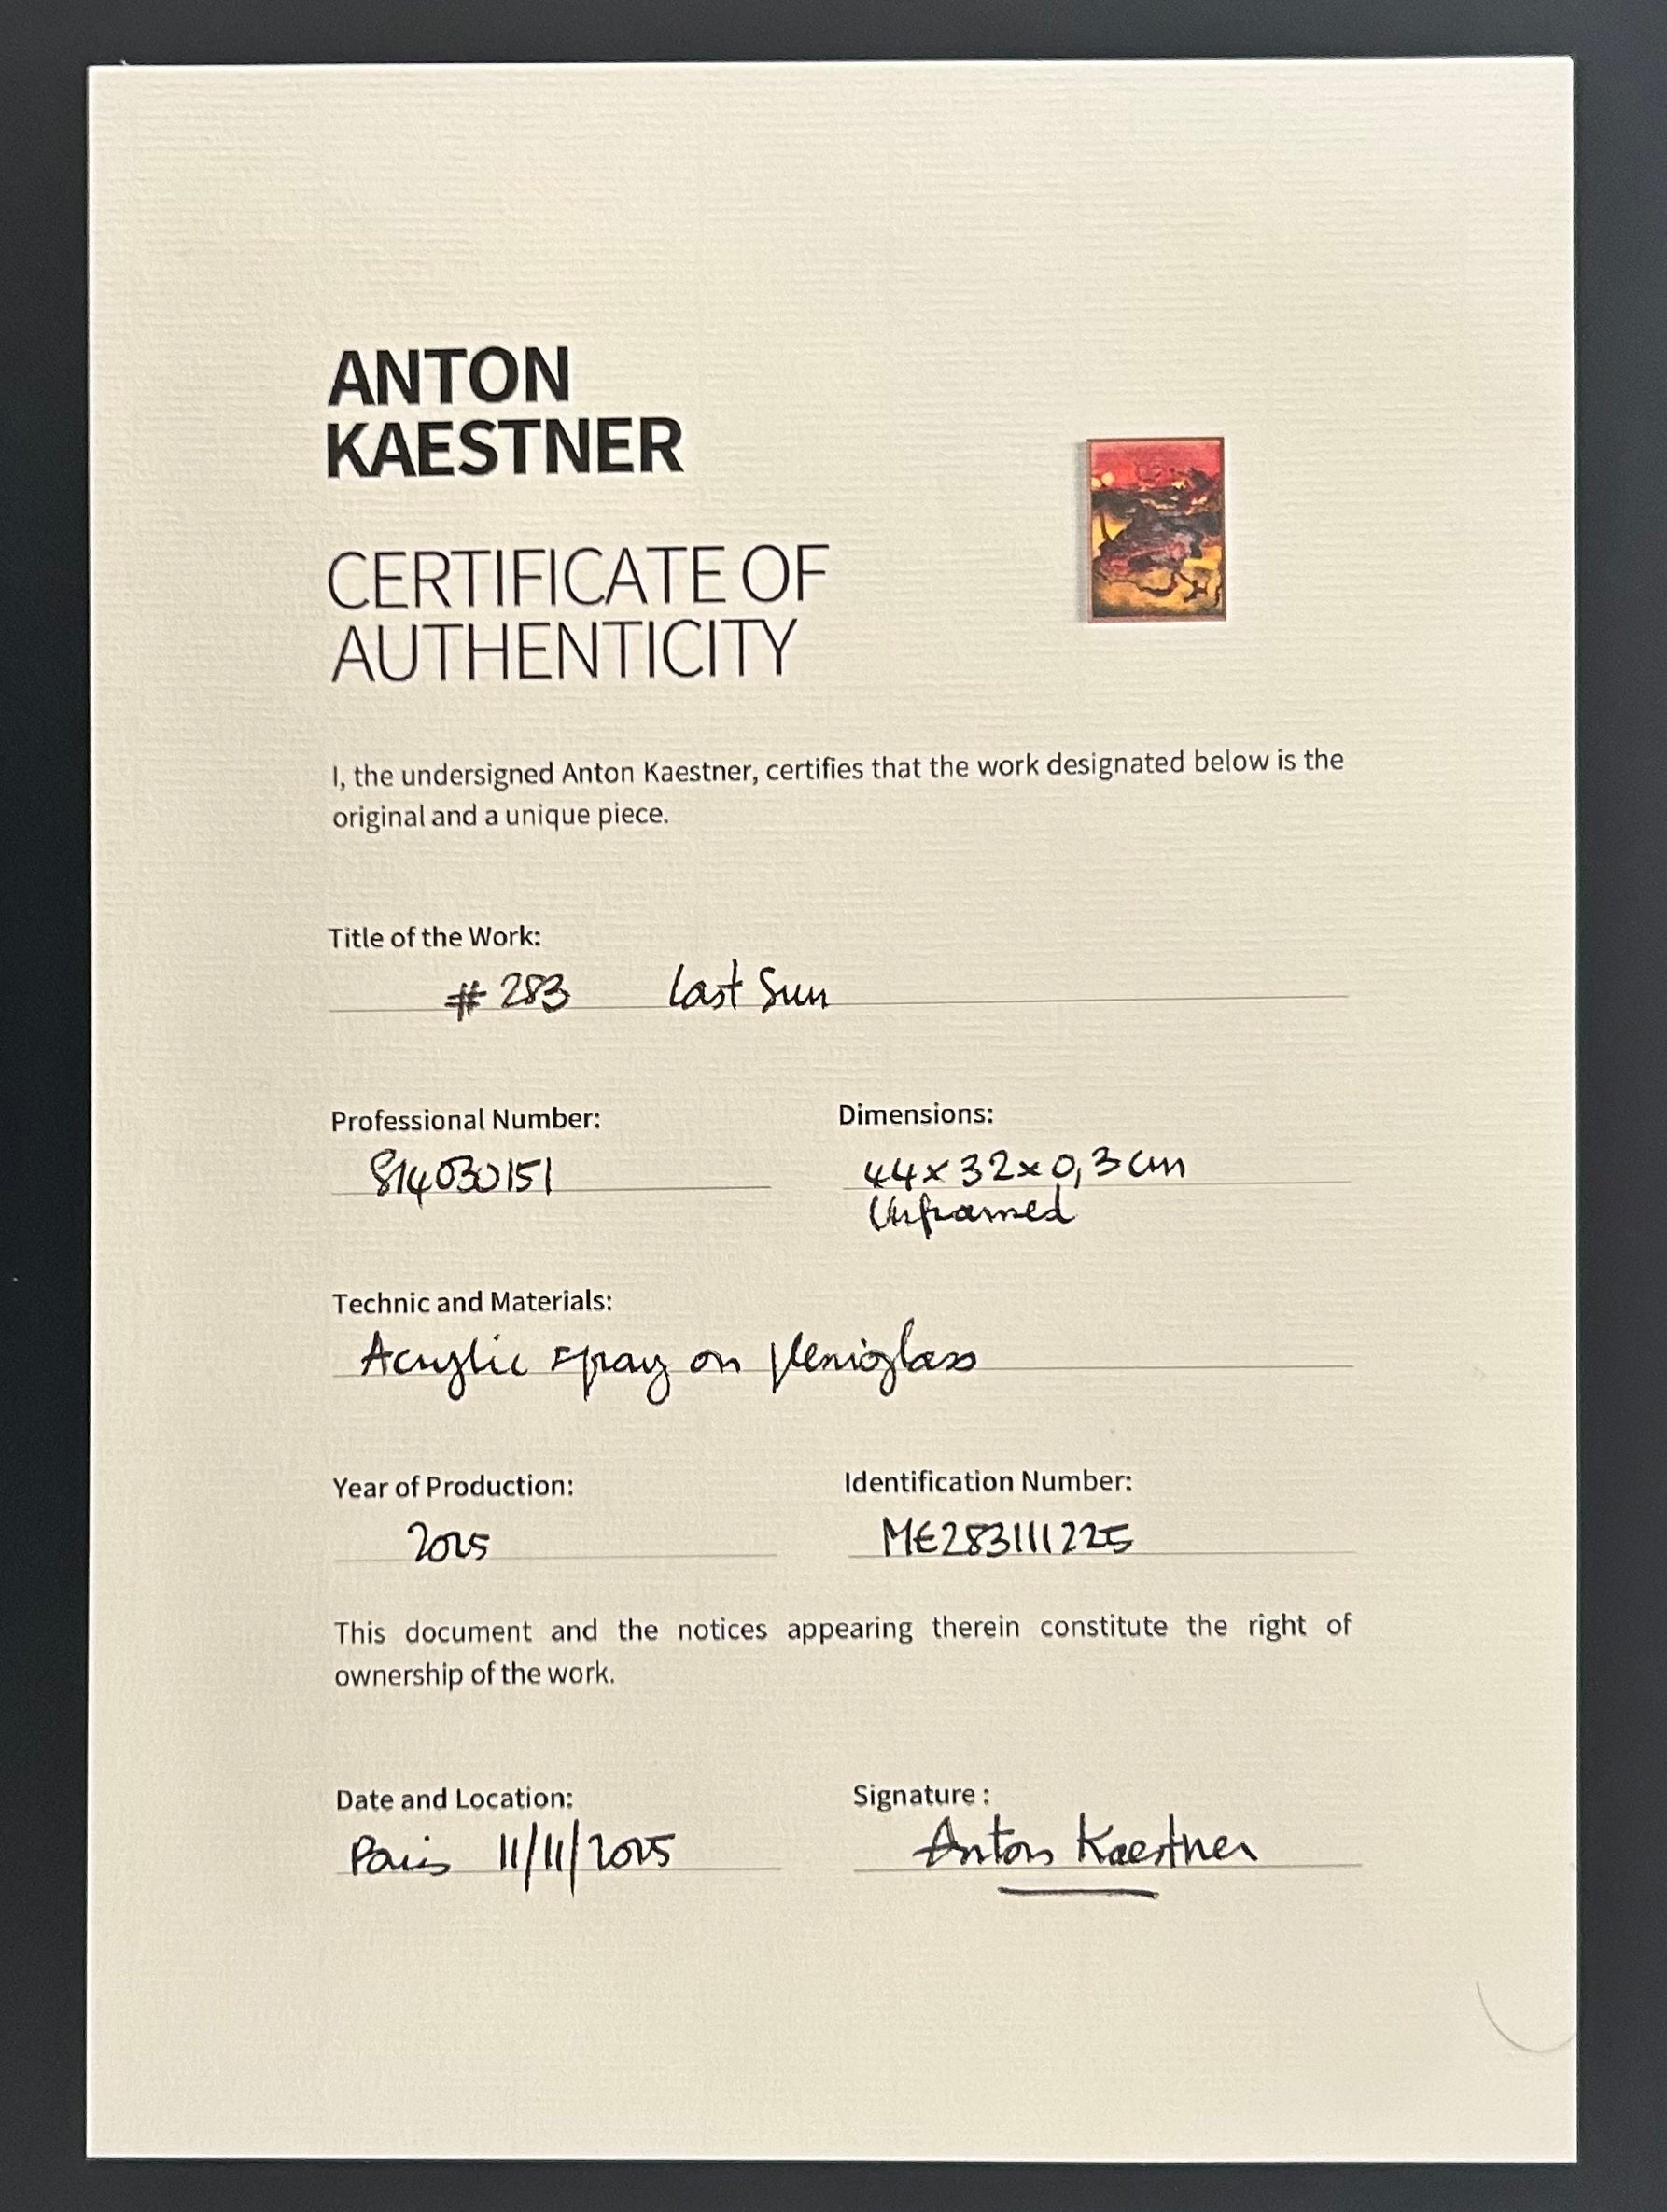 ANTON
KAESTNER
CERTIFICATE OF
AUTHENTICITY
I, the undersigned Anton Kaestner, certifies that the work designated below is the
original and a unique piece.
Title of the Work:
# 283 Last Sun
Professional Number:
814030151
Dimensions:
44x32x0,3 cm
Unframed
Technic and Materials:
Acrylic spray on plexiglass
Year of Production:
2025
Identification Number:
ME283111225
This document and the notices appearing therein constitute the right of
ownership of the work.
Date and Location:
Paris 11/11/2025
Signature :
Anton Kaestner